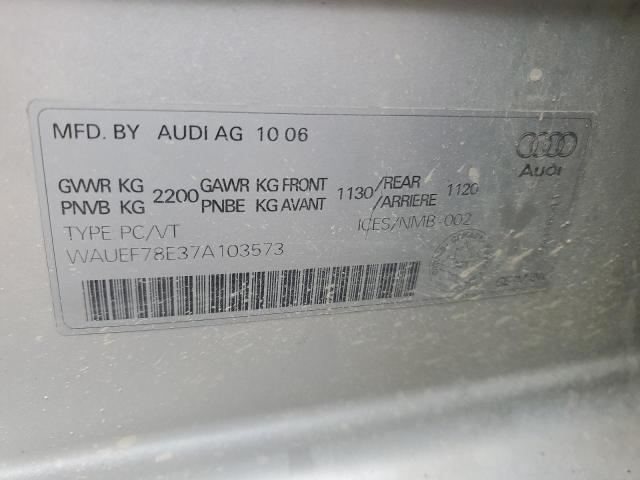 MFD. BY AUDI AG 10 06
Audi
GVWR KG 2200 GAWR KG FRONT 1130 /REAR 1120
PNVB KG PNBE KG AVANT /ARRIERE
TYPE PC/VT ICES/NMB-002
WAUEF78E37A103573